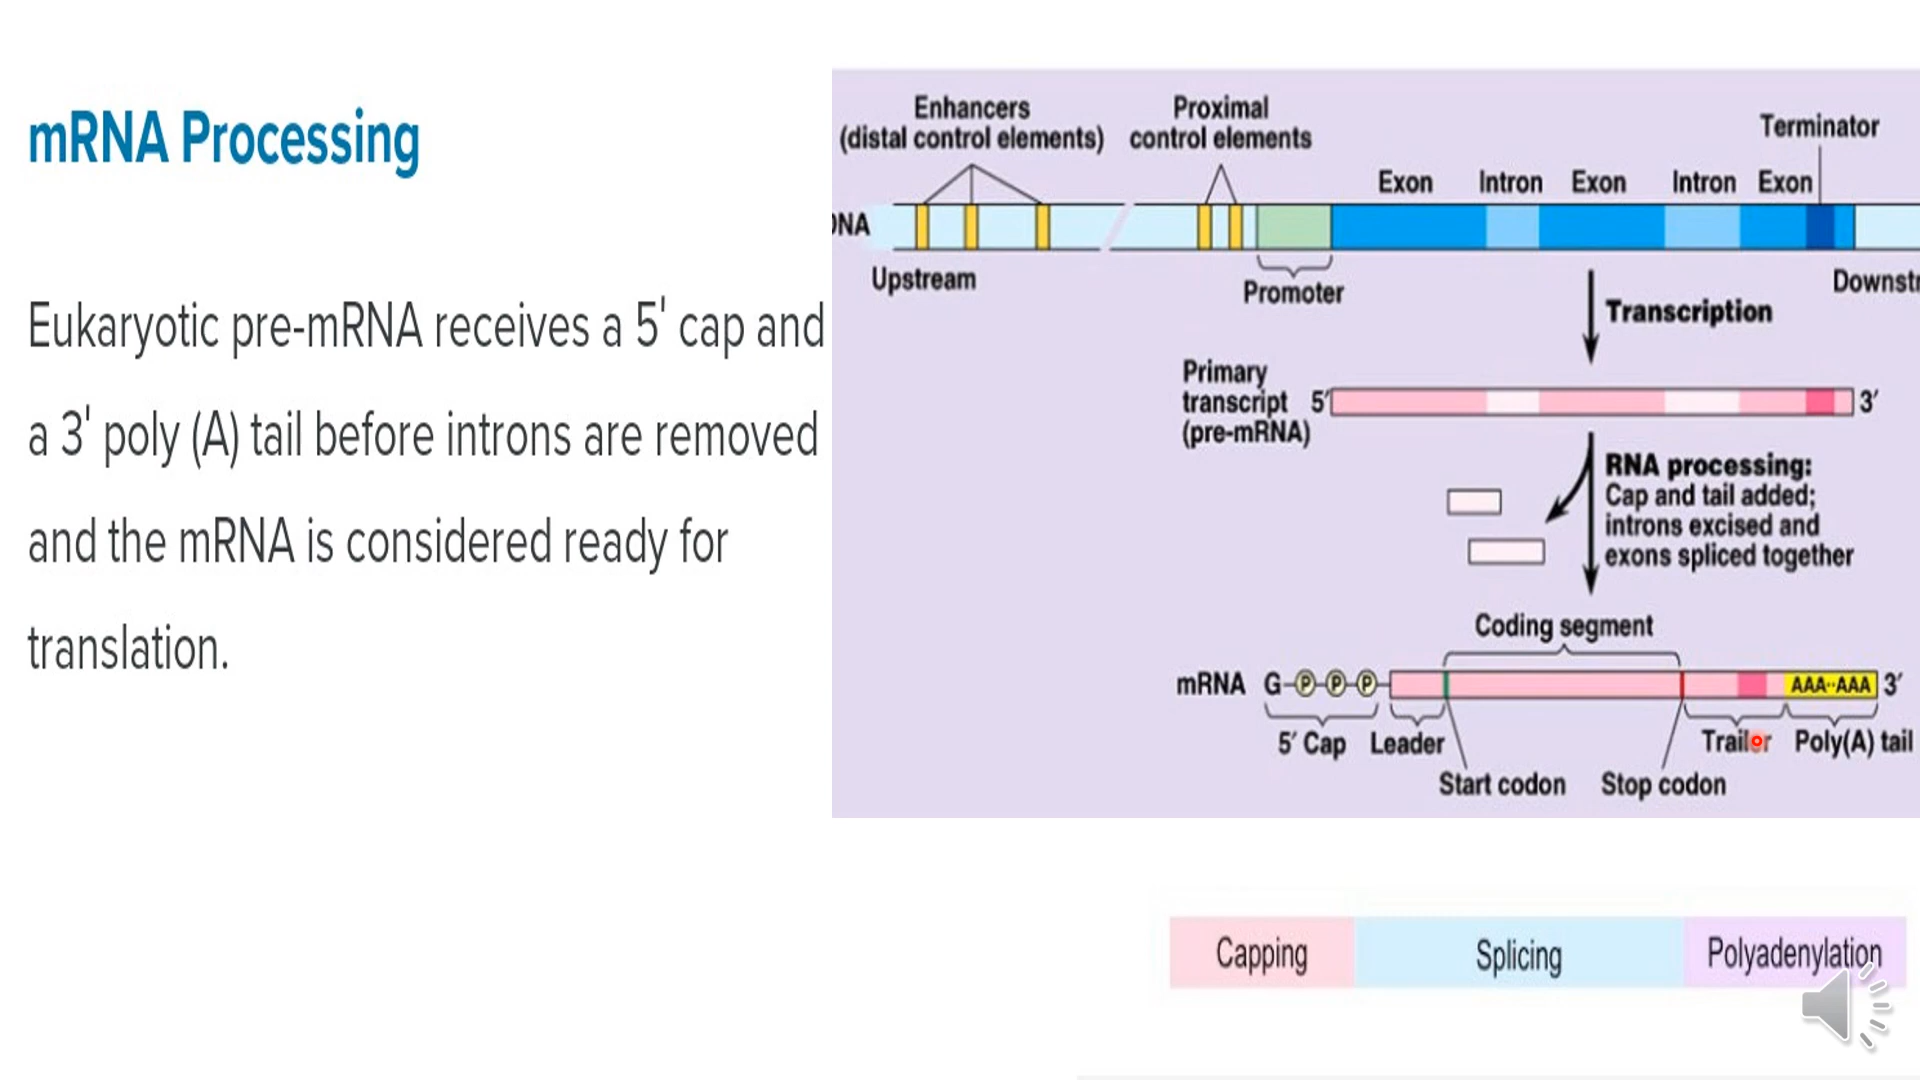 mRNA Processing
Eukaryotic pre-mRNA receives a 5' cap and
a 3' poly (A) tail before introns are removed
and the mRNA is considered ready for
translation.
Enhancers
(distal control elements)
Proximal
control elements
Terminator
Exon Intron Exon Intron Exon
DNA
Upstream
Promoter
Downstr
Transcription
Primary
transcript 5′ 3′
(pre-mRNA)
RNA processing:
Cap and tail added;
introns excised and
exons spliced together
Coding segment
mRNA G P P P AAA··AAA 3′
5′ Cap Leader Trailer Poly(A) tail
Start codon Stop codon
Capping Splicing Polyadenylation